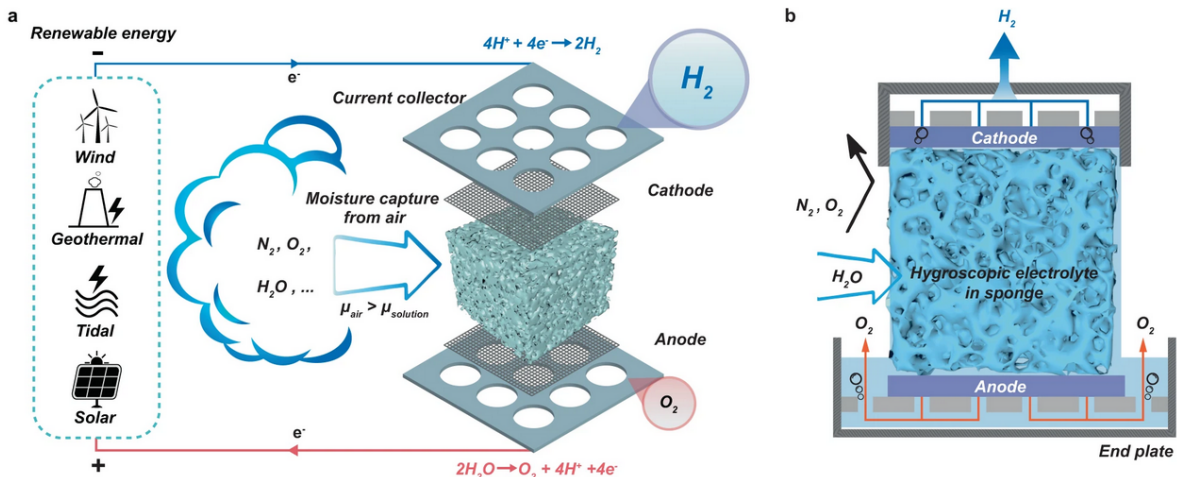 a
Renewable energy
-
Wind
Geothermal
Tidal
Solar
+
e⁻
4H⁺ + 4e⁻ → 2H₂
Current collector
H₂
Moisture capture
from air
N₂, O₂,
H₂O, ...
μair > μsolution
Cathode
Anode
O₂
e⁻
2H₂O → O₂ + 4H⁺ +4e⁻
b
H₂
Cathode
N₂, O₂
H₂O
Hygroscopic electrolyte
in sponge
O₂
O₂
Anode
End plate